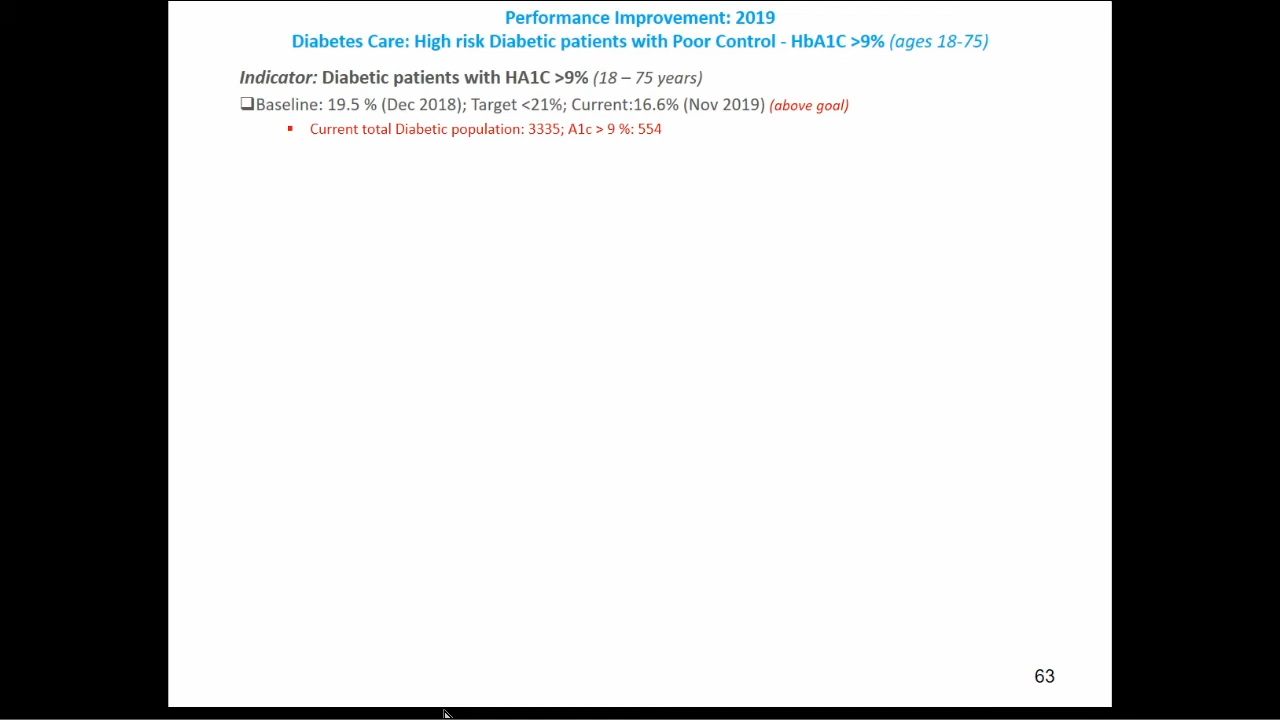 Performance Improvement: 2019
Diabetes Care: High risk Diabetic patients with Poor Control - HbA1C >9% (ages 18-75)
Indicator: Diabetic patients with HA1C >9% (18 – 75 years)
❑Baseline: 19.5 % (Dec 2018); Target <21%; Current:16.6% (Nov 2019) (above goal)
▪ Current total Diabetic population: 3335; A1c > 9 %: 554
63